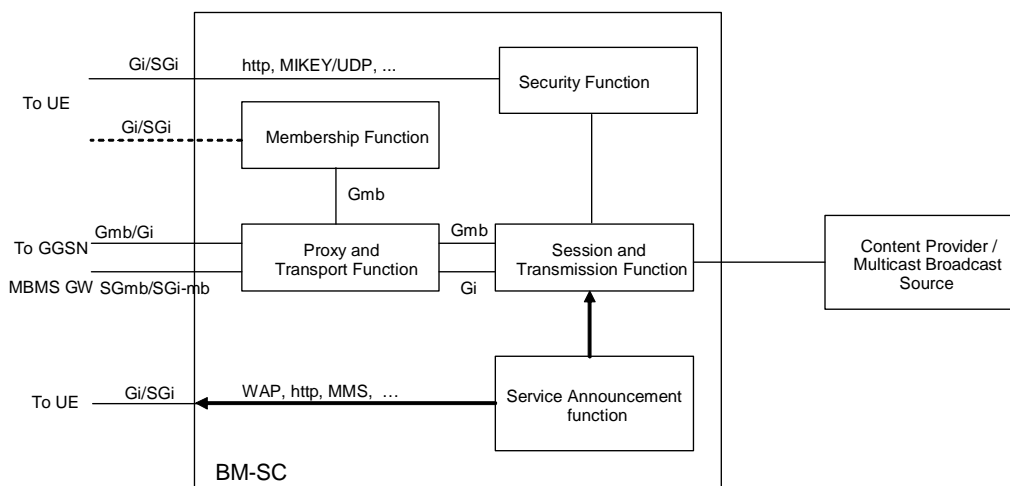 Gi/SGi
http, MIKEY/UDP, ...
Security Function
To UE
Gi/SGi
Membership Function
Gmb
To GGSN
Gmb/Gi
Proxy and
Transport Function
Gmb
Session and
Transmission Function
Content Provider /
Multicast Broadcast
Source
MBMS GW
SGmb/SGi-mb
Gi
To UE
Gi/SGi
WAP, http, MMS, ...
Service Announcement
function
BM-SC